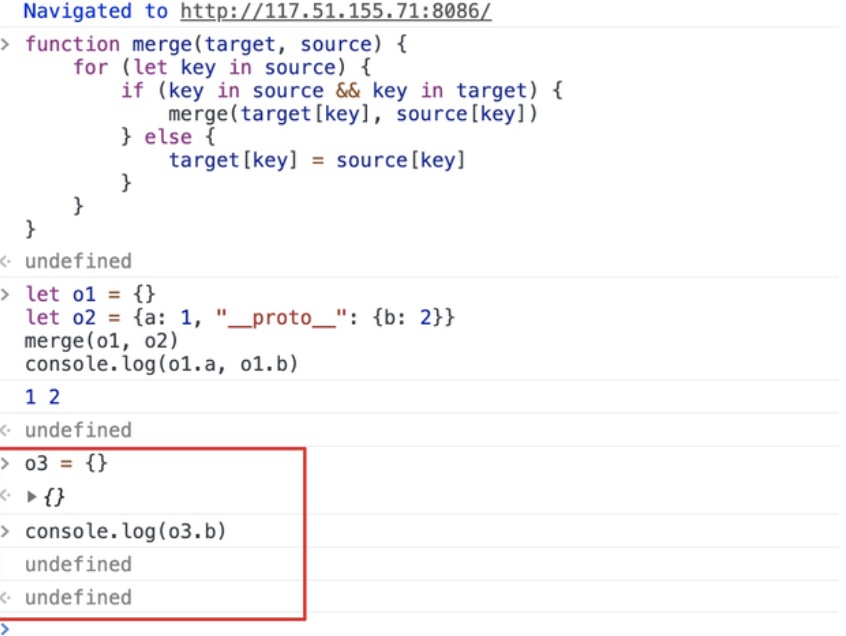 Navigated to http://117.51.155.71:8086/
> function merge(target, source) {
    for (let key in source) {
        if (key in source && key in target) {
            merge(target[key], source[key])
        } else {
            target[key] = source[key]
        }
    }
}
undefined
> let o1 = {}
let o2 = {a: 1, "__proto__": {b: 2}}
merge(o1, o2)
console.log(o1.a, o1.b)
1 2
undefined
> o3 = {}
▶ {}
> console.log(o3.b)
undefined
undefined
>